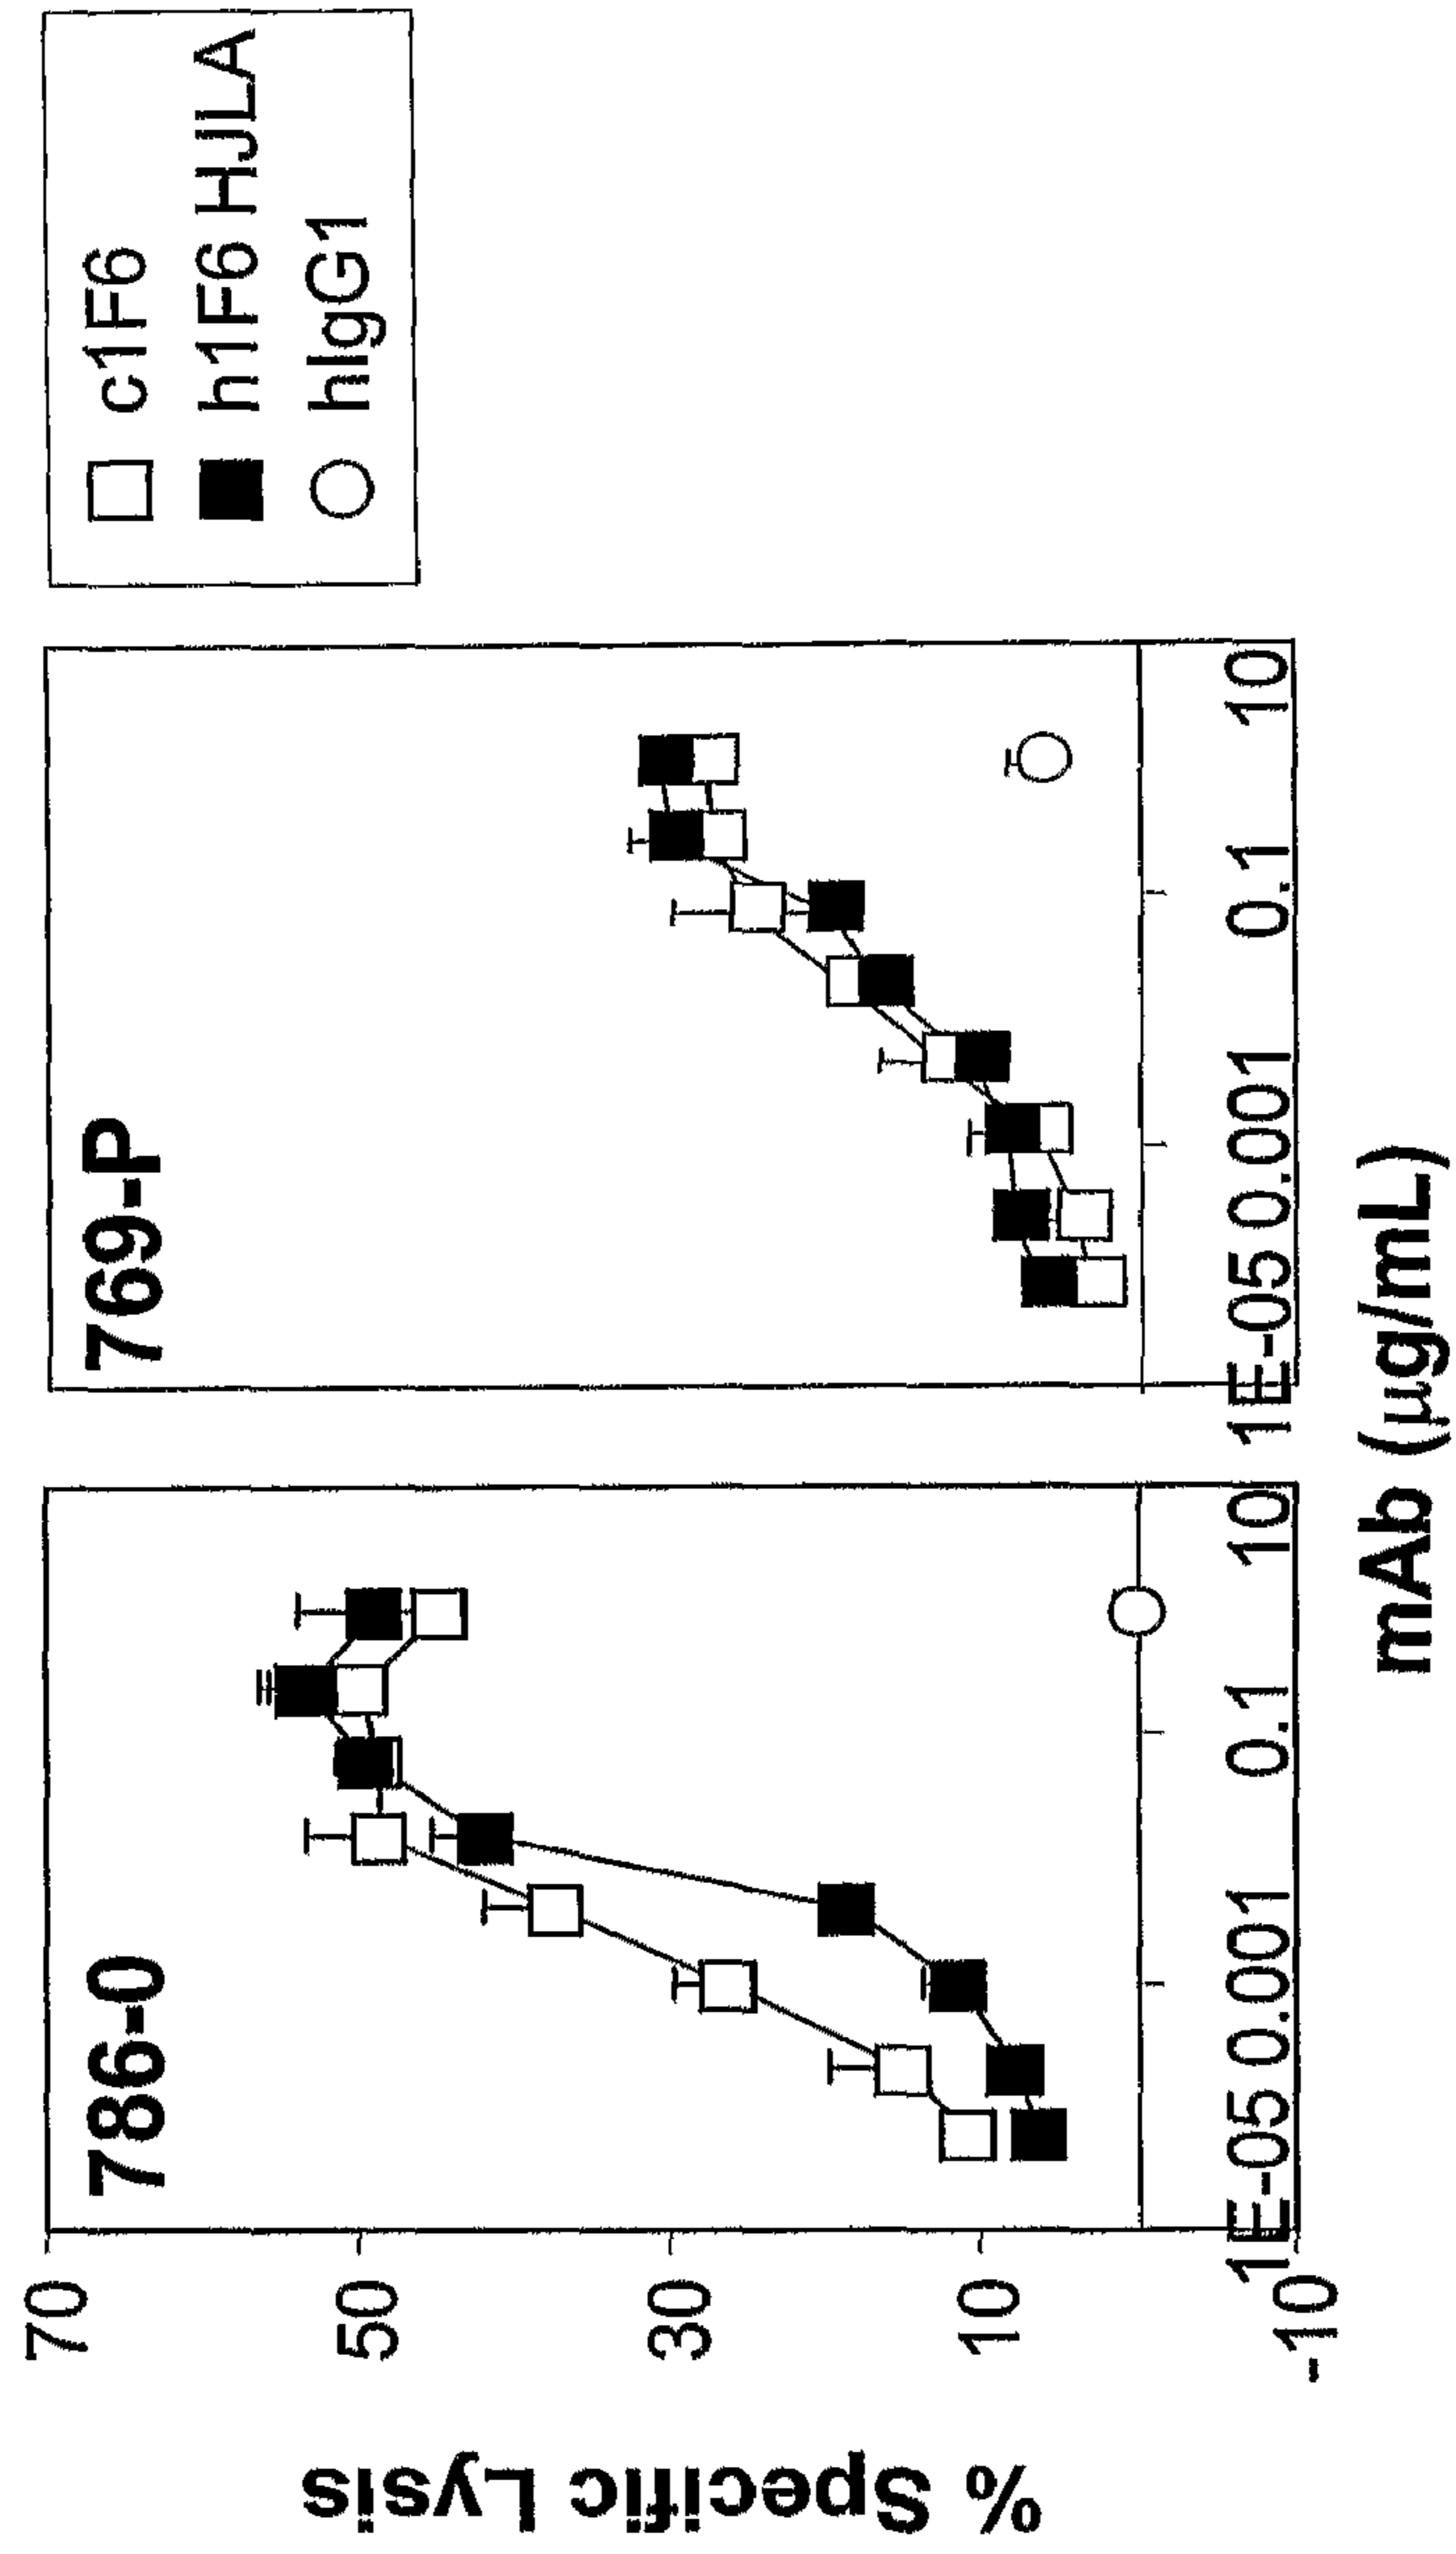 786-O
769-P
c1F6
h1F6 HJLA
hIgG1
% Specific Lysis
70
50
30
10
-10
1E-05 0.001 0.1 10
1E-05 0.001 0.1 10
mAb (µg/mL)